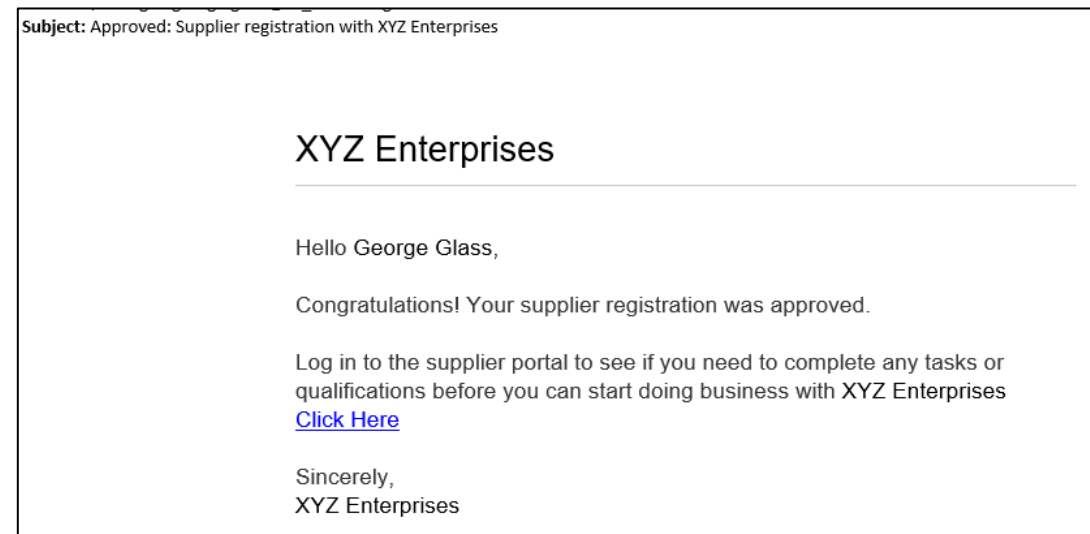 Subject: Approved: Supplier registration with XYZ Enterprises
XYZ Enterprises
Hello George Glass,
Congratulations! Your supplier registration was approved.
Log in to the supplier portal to see if you need to complete any tasks or
qualifications before you can start doing business with XYZ Enterprises
Click Here
Sincerely,
XYZ Enterprises